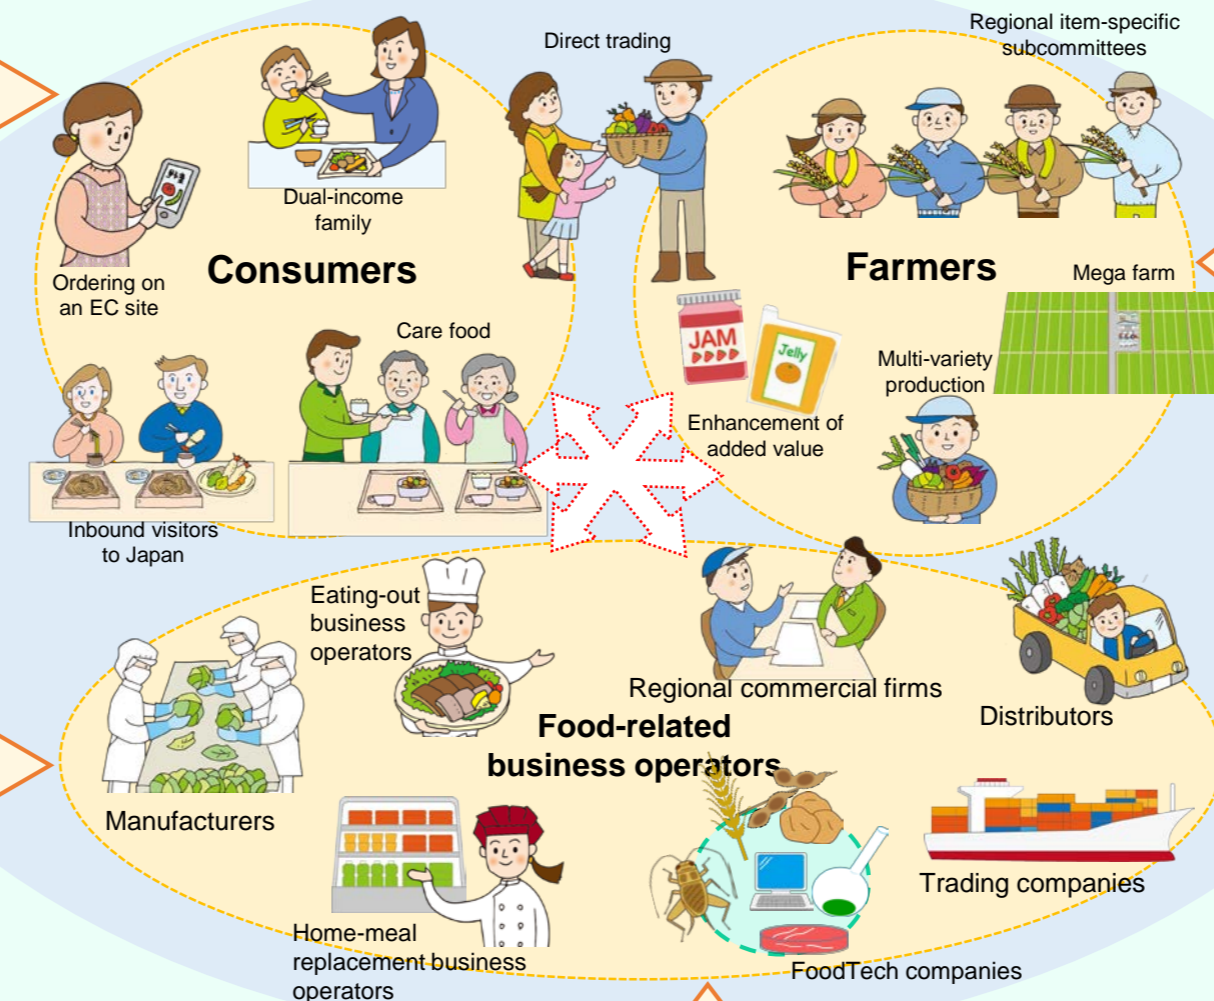 Direct trading
Regional item-specific
subcommittees
Dual-income
family
Consumers
Ordering on
an EC site
Care food
Inbound visitors
to Japan
Farmers
Mega farm
JAM
Jelly
Multi-variety
production
Enhancement of
added value
Eating-out
business
operators
Regional commercial firms
Distributors
Food-related
business operators
Manufacturers
Trading companies
Home-meal
replacement business
operators
FoodTech companies